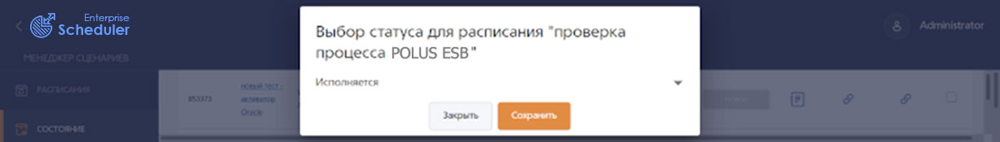 Enterprise
Scheduler
Выбор статуса для расписания "проверка
процесса POLUS ESB"
Administrator
МЕНЕДЖЕР СЦЕНАРИЕВ
Исполняется
РАСПИСАНИЯ
853373
новый тест -
активатор
Oracle
Закрыть
Сохранить
СОСТОЯНИЕ